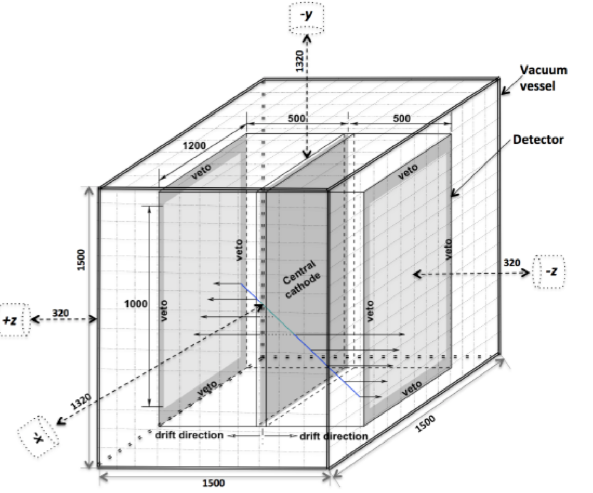 -y
1320
Vacuum
vessel
500
500
1200
Detector
veto
veto
1500
veto
veto
Central
cathode
320
-z
+z
320
1000
veto
veto
1320
veto
veto
-x
drift direction
drift direction
1500
1500